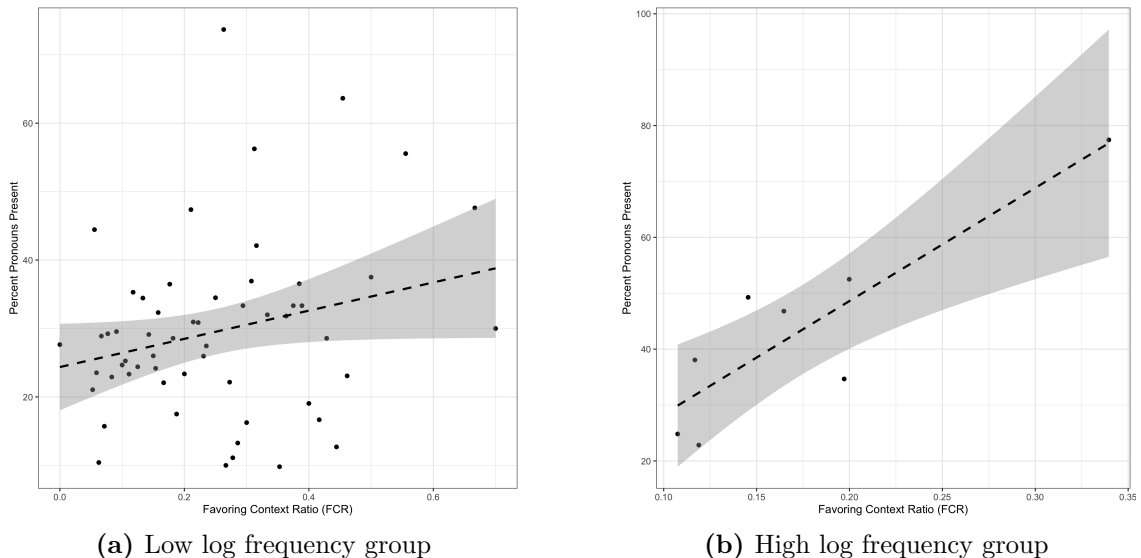 Percent Pronouns Present
60
40
20
0.0 0.2 0.4 0.6
Favoring Context Ratio (FCR)
(a) Low log frequency group
Percent Pronouns Present
100
80
60
40
20
0.10 0.15 0.20 0.25 0.30 0.35
Favoring Context Ratio (FCR)
(b) High log frequency group